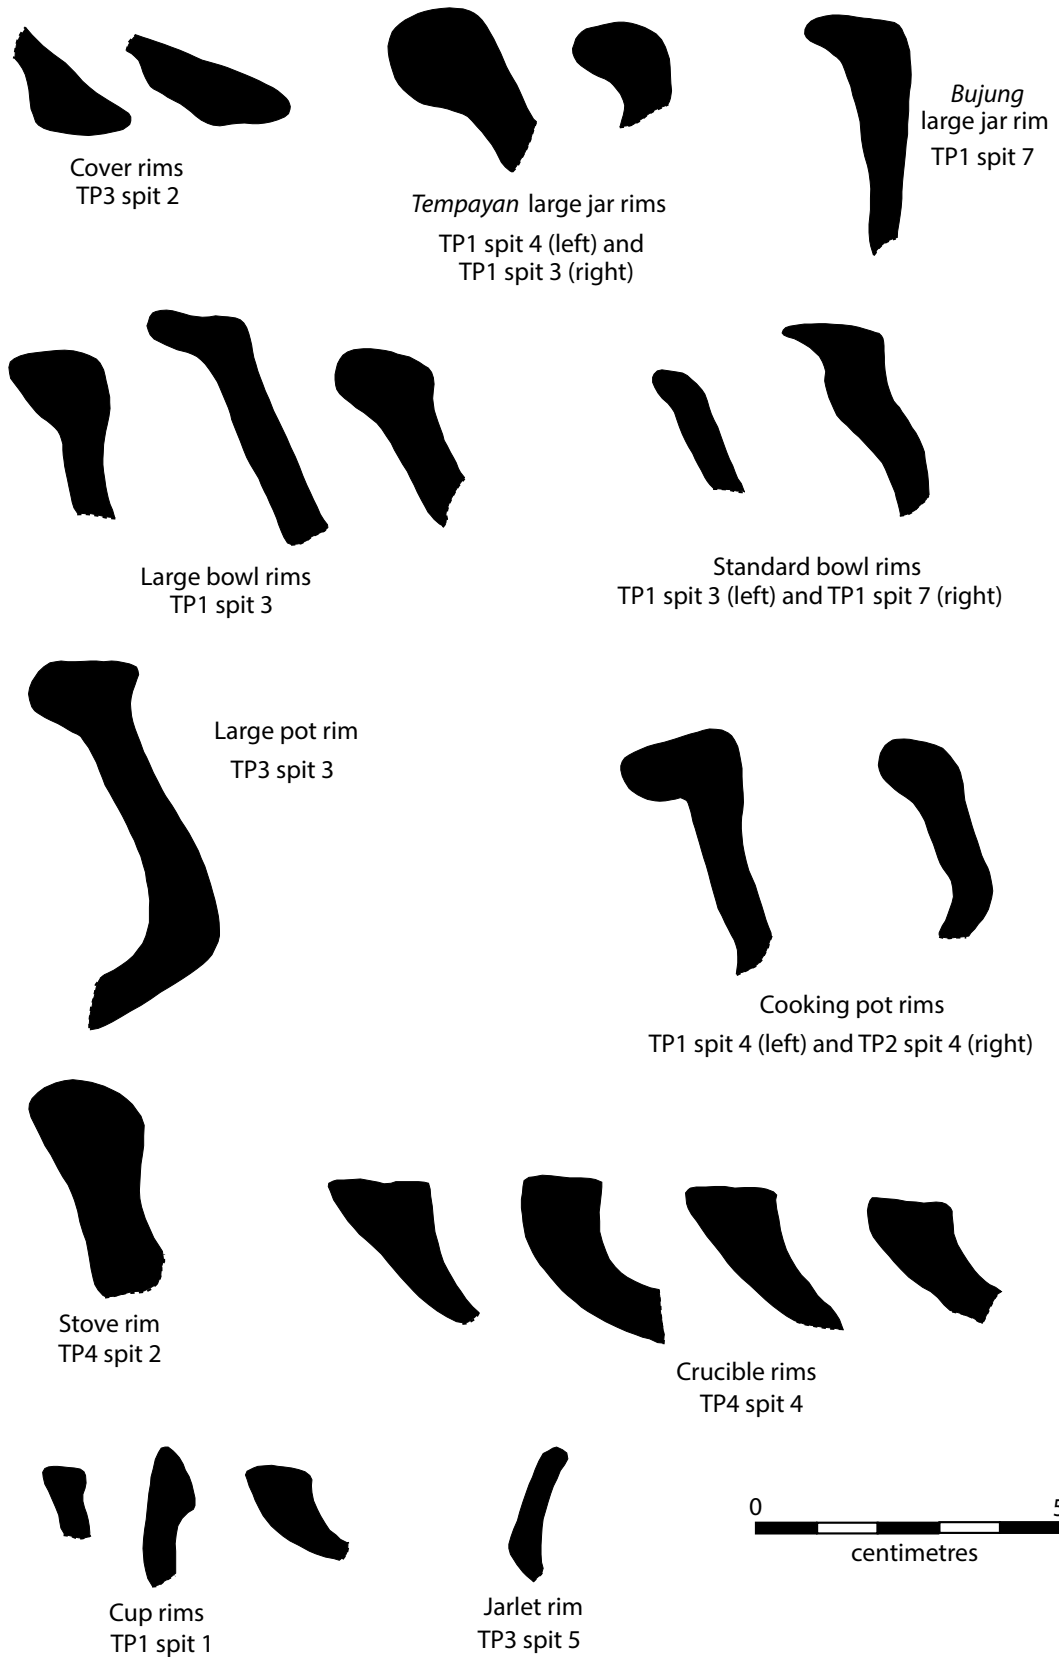 Cover rims
TP3 spit 2
Tempayan large jar rims
TP1 spit 4 (left) and
TP1 spit 3 (right)
Bujung
large jar rim
TP1 spit 7
Large bowl rims
TP1 spit 3
Standard bowl rims
TP1 spit 3 (left) and TP1 spit 7 (right)
Large pot rim
TP3 spit 3
Cooking pot rims
TP1 spit 4 (left) and TP2 spit 4 (right)
Stove rim
TP4 spit 2
Crucible rims
TP4 spit 4
Cup rims
TP1 spit 1
Jarlet rim
TP3 spit 5
0 5
centimetres